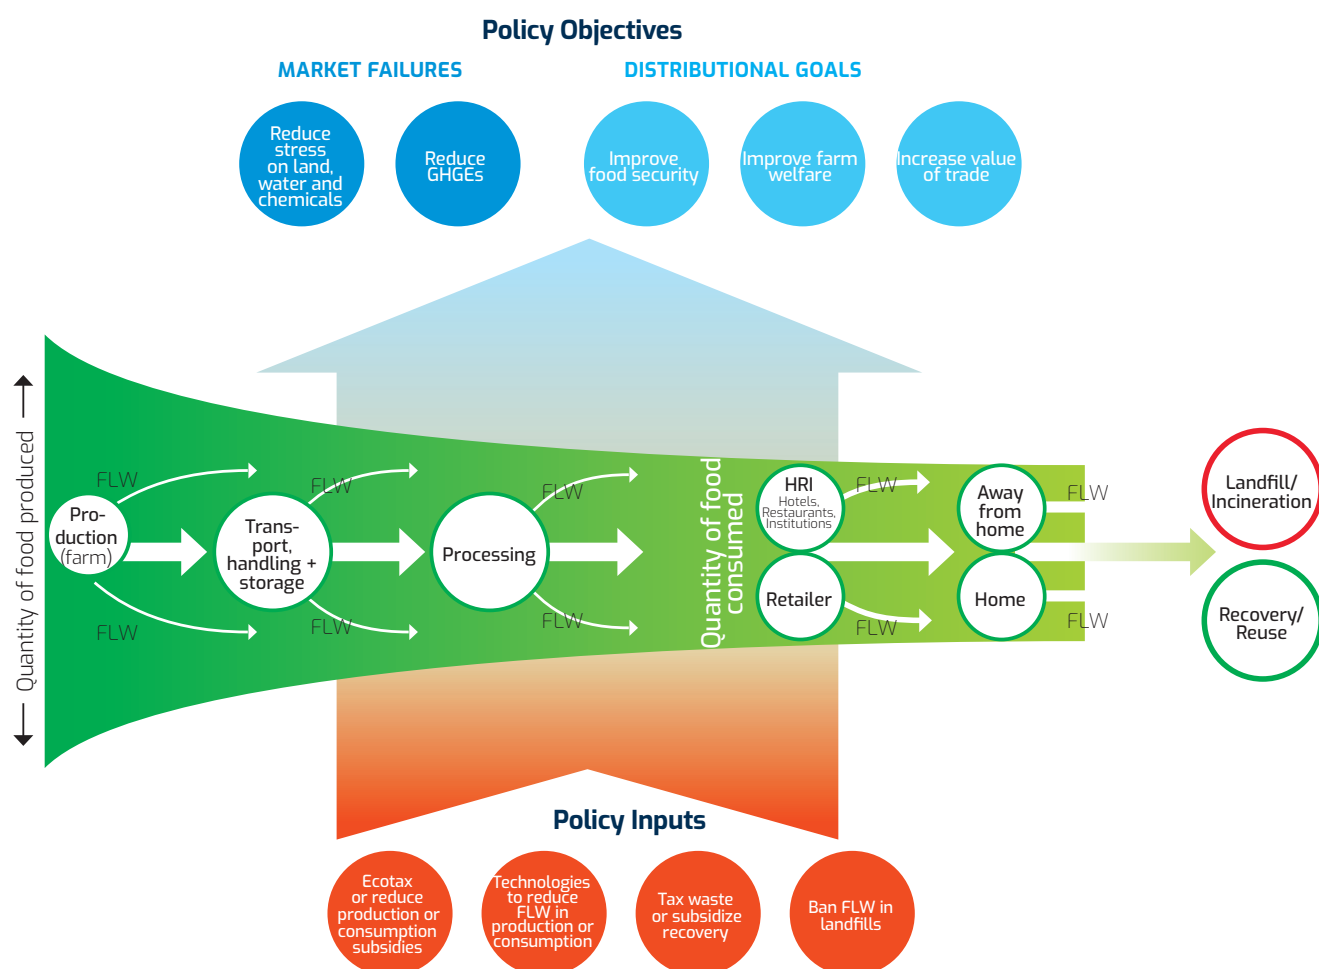 Policy Objectives
MARKET FAILURES
DISTRIBUTIONAL GOALS
Reduce
stress
on land,
water and
chemicals
Reduce
GHGEs
Improve
food security
Improve farm
welfare
Increase value
of trade
Quantity of food produced
FLW
Pro-
duction
(farm)
FLW
FLW
Trans-
port,
handling +
storage
FLW
FLW
Processing
FLW
Quantity of food
consumed
HRI
Hotels,
Restaurants,
Institutions
FLW
Retailer
FLW
Away
from
home
FLW
Home
FLW
Landfill/
Incineration
Recovery/
Reuse
Policy Inputs
Ecotax
or reduce
production or
consumption
subsidies
Technologies
to reduce
FLW in
production or
consumption
Tax waste
or subsidize
recovery
Ban FLW in
landfills